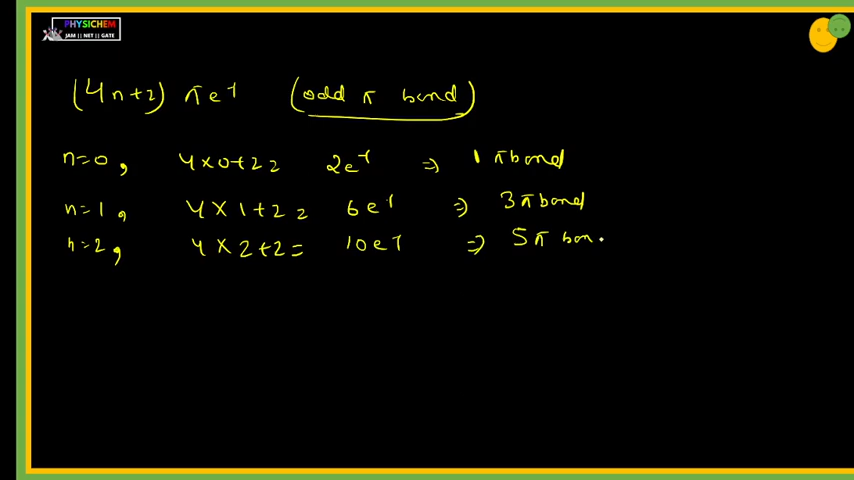 PHYSICHEM
JAM || NET || GATE
(4n+2) πe⁻ (odd π bond)
n=0, 4×0+2= 2e⁻ ⇒ 1 π bond
n=1, 4×1+2= 6e⁻ ⇒ 3 π bond
n=2, 4×2+2= 10e⁻ ⇒ 5 π bon